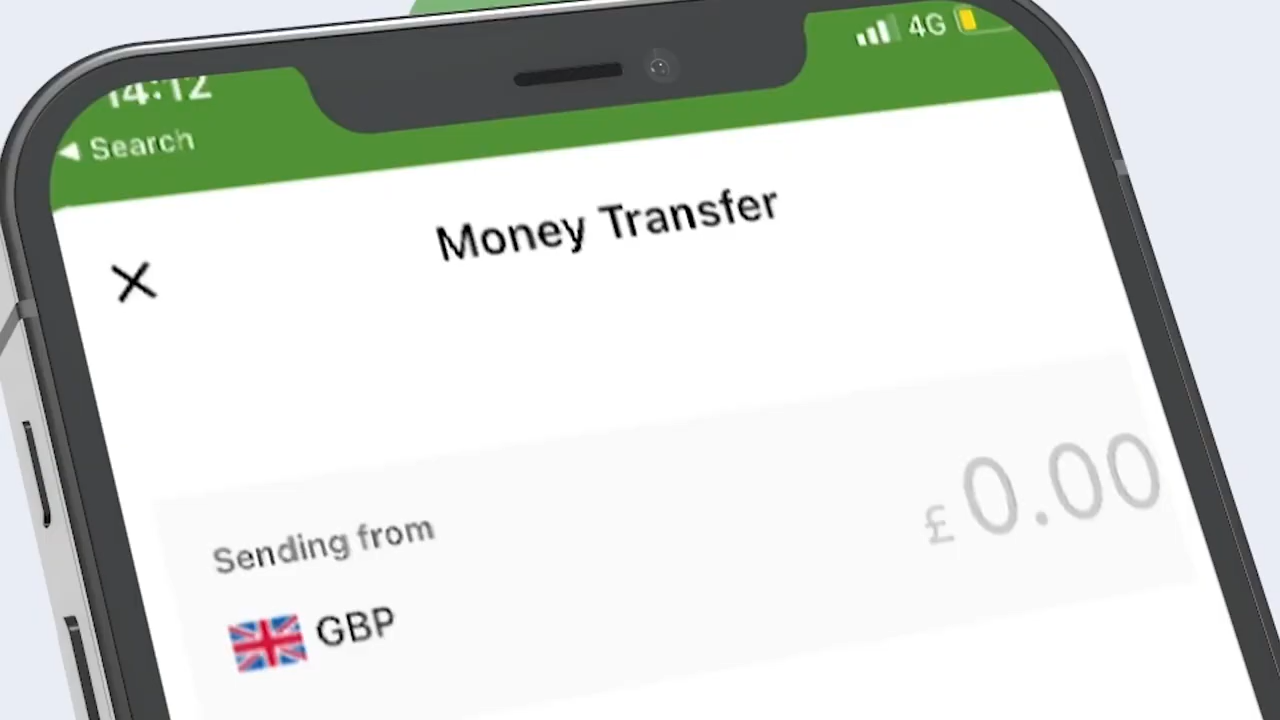 14:12
4G
◀ Search
Money Transfer
Sending from
£0.00
GBP